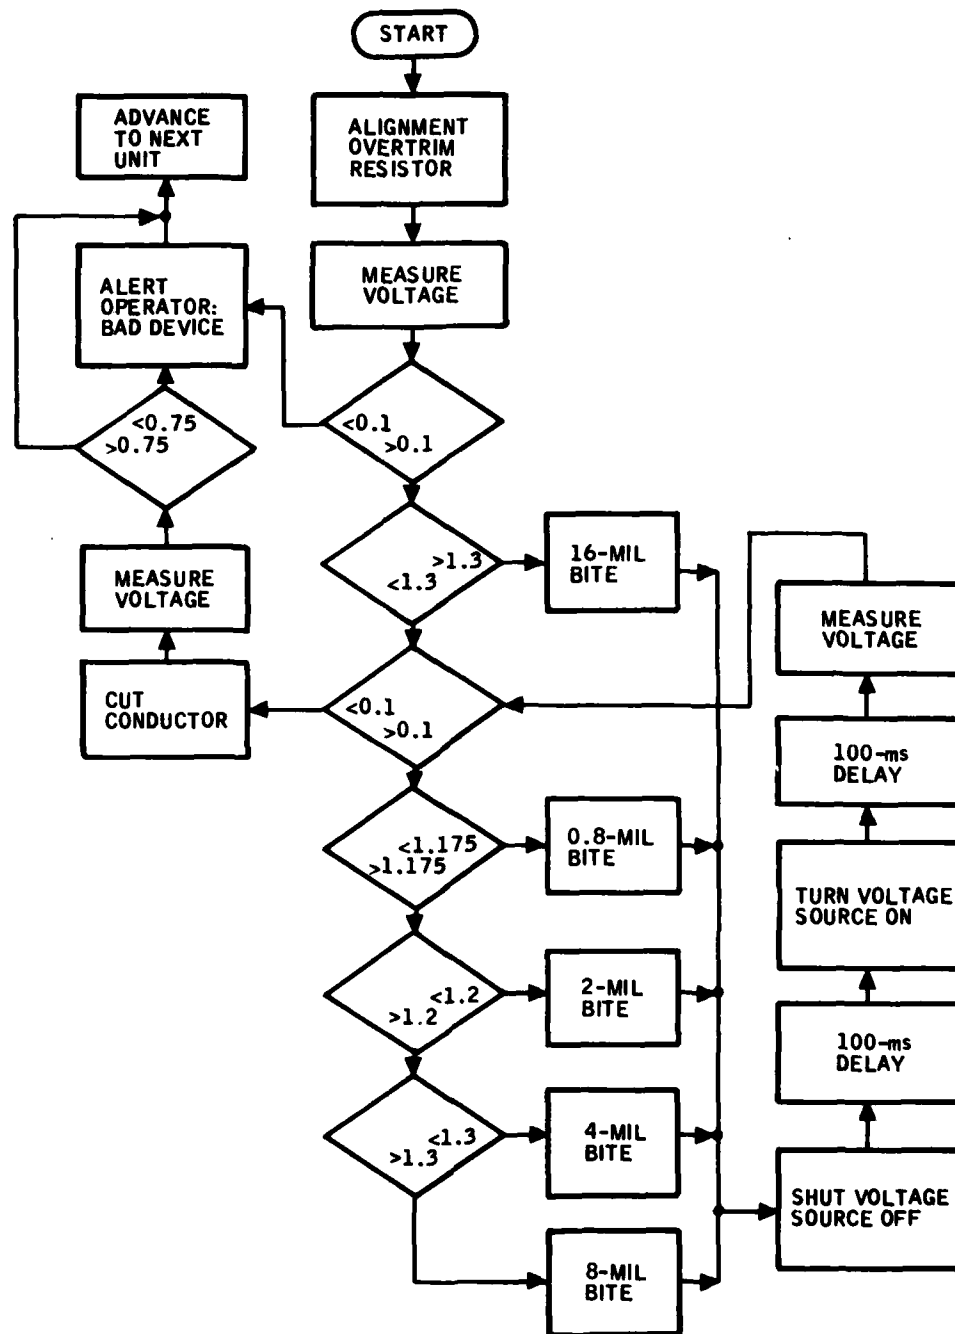 START
ALIGNMENT
OVERTRIM
RESISTOR
MEASURE
VOLTAGE
<0.1
>0.1
ADVANCE
TO NEXT
UNIT
ALERT
OPERATOR:
BAD DEVICE
<0.75
>0.75
MEASURE
VOLTAGE
CUT
CONDUCTOR
>1.3
<1.3
16-MIL
BITE
<0.1
>0.1
<1.175
>1.175
0.8-MIL
BITE
<1.2
>1.2
2-MIL
BITE
<1.3
>1.3
4-MIL
BITE
8-MIL
BITE
MEASURE
VOLTAGE
100-ms
DELAY
TURN VOLTAGE
SOURCE ON
100-ms
DELAY
SHUT VOLTAGE
SOURCE OFF